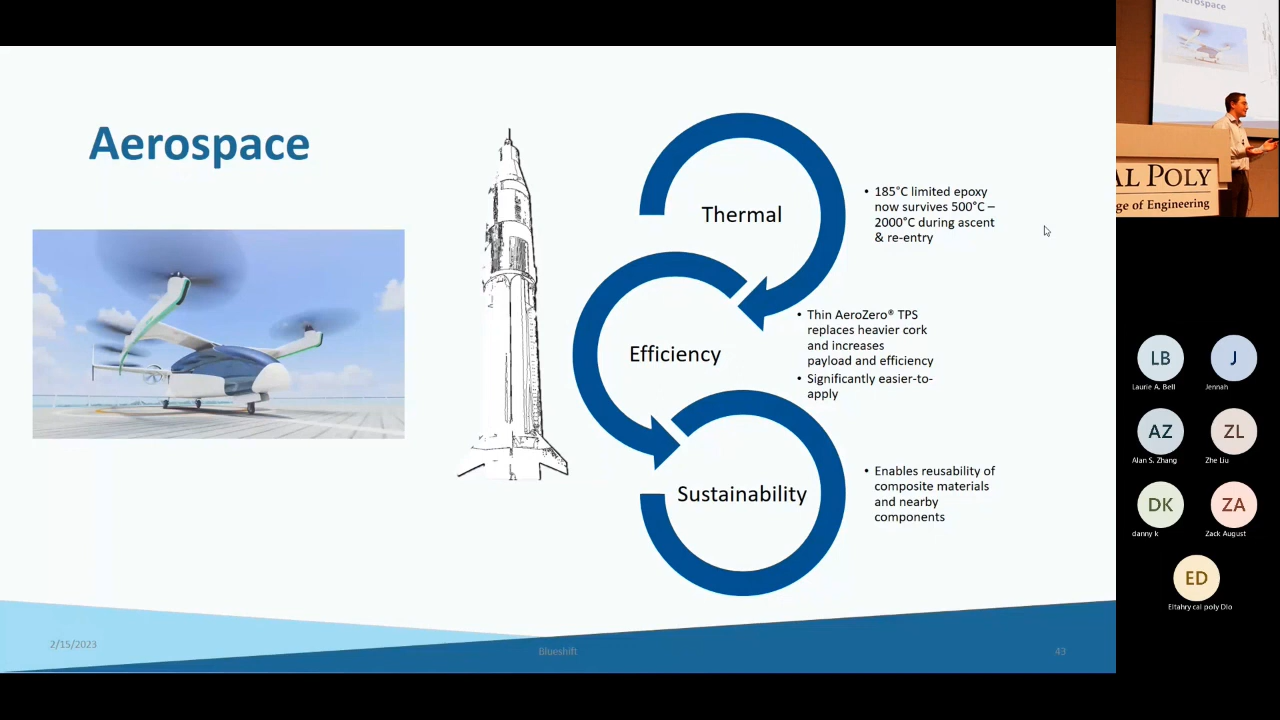 Aerospace
Thermal
• 185°C limited epoxy
now survives 500°C –
2000°C during ascent
& re-entry
Efficiency
• Thin AeroZero® TPS
replaces heavier cork
and increases
payload and efficiency
• Significantly easier-to-
apply
Sustainability
• Enables reusability of
composite materials
and nearby
components
2/15/2023
Blueshift
43
Aerospace
AL POLY
ge of Engineering
LB
Laurie A. Bell
J
Jennah
AZ
Alan S. Zhang
ZL
Zhe Liu
DK
danny k
ZA
Zack August
ED
Eltahry cal poly Dio